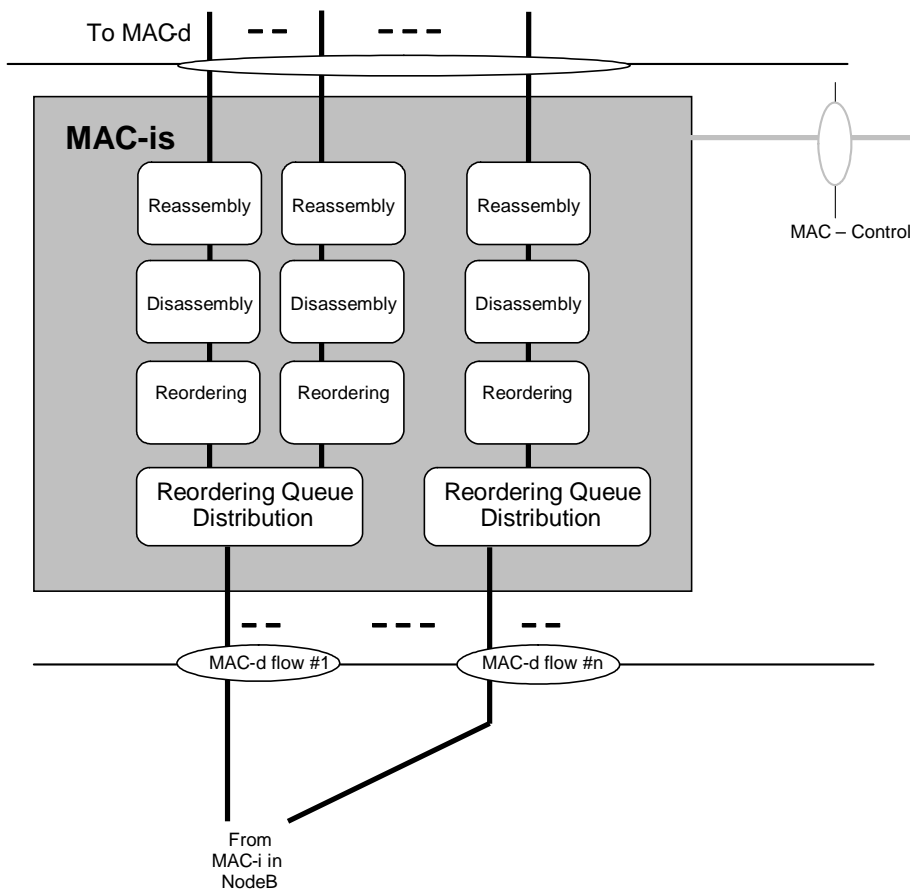 To MAC-d
MAC-is
MAC – Control
Reassembly Reassembly Reassembly
Disassembly Disassembly Disassembly
Reordering Reordering Reordering
Reordering Queue
Distribution
Reordering Queue
Distribution
MAC-d flow #1
MAC-d flow #n
From
MAC-i in
NodeB